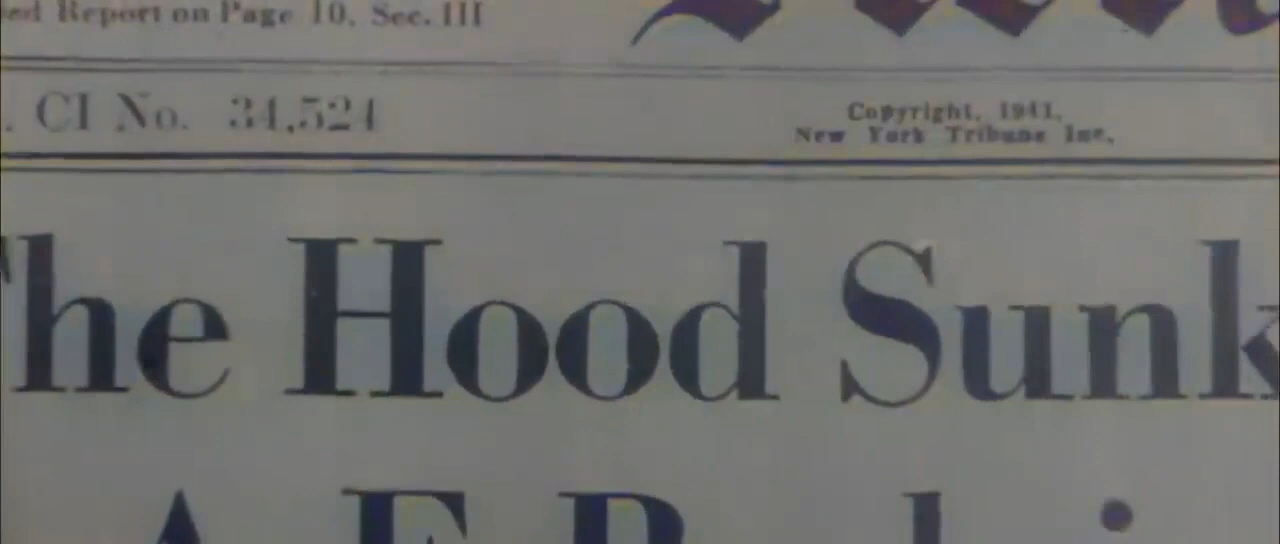 ed Report on Page 10, Sec. III
. CI No. 34,524
Copyright, 1941,
New York Tribune Inc.
The Hood Sunk